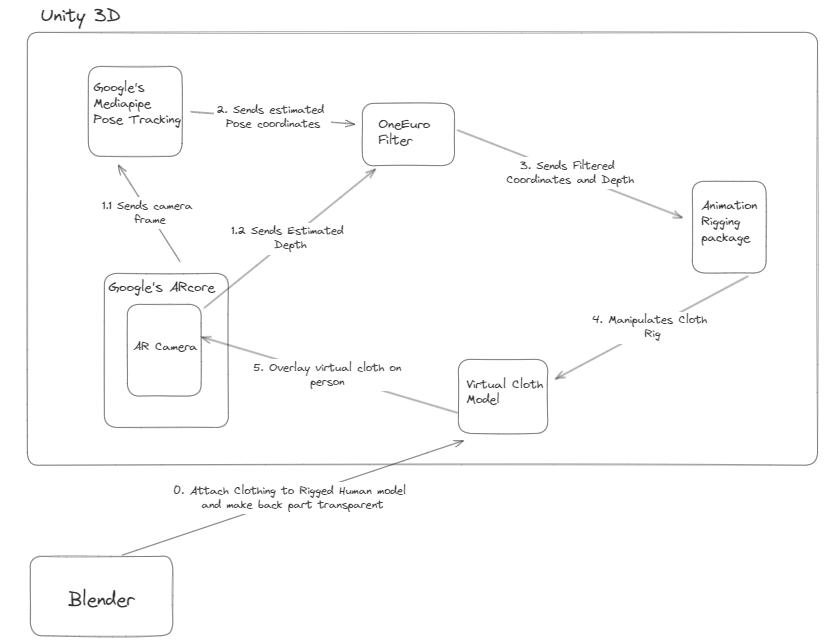 Unity 3D
Google's
Mediapipe
Pose Tracking
2. Sends estimated
Pose coordinates
OneEuro
Filter
3. Sends Filtered
Coordinates and Depth
1.1 Sends camera
frame
1.2 Sends Estimated
Depth
Animation
Rigging
package
Google's ARcore
AR Camera
4. Manipulates Cloth
Rig
5. Overlay virtual cloth on
person
Virtual Cloth
Model
0. Attach Clothing to Rigged Human model
and make back part transparent
Blender